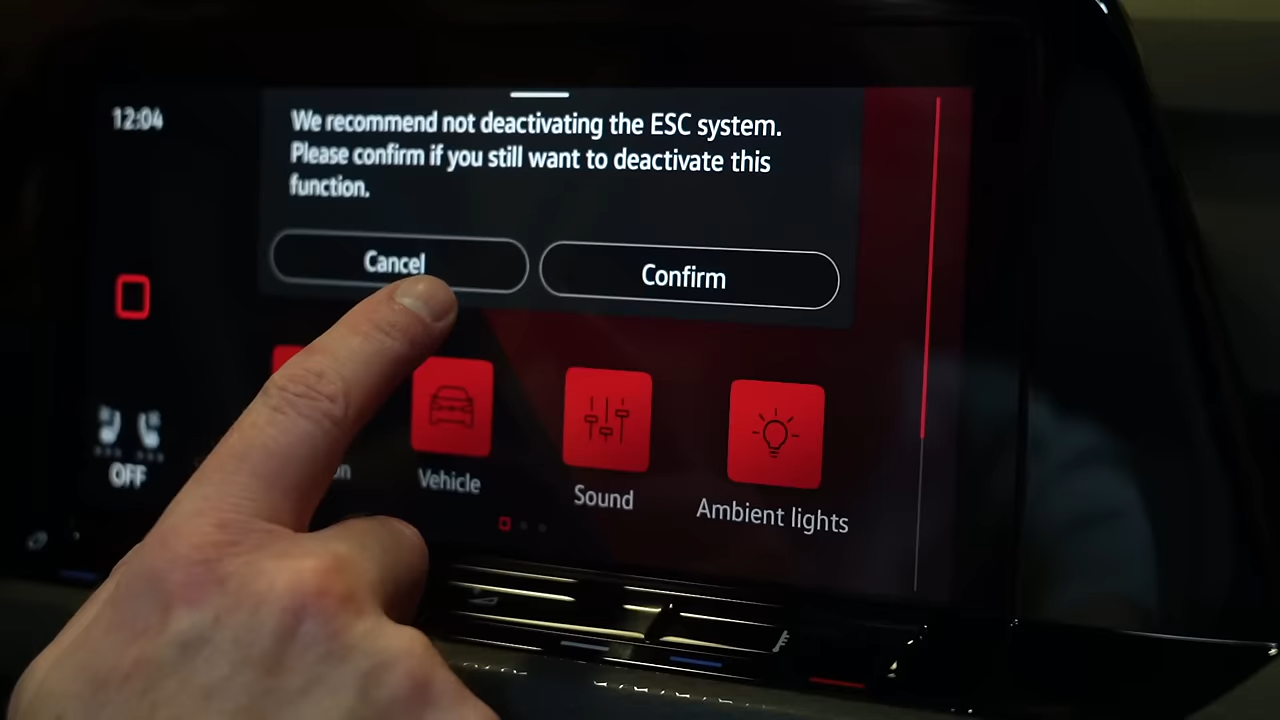 12:04
We recommend not deactivating the ESC system.
Please confirm if you still want to deactivate this
function.
Cancel
Confirm
on
Vehicle
Sound
Ambient lights
OFF